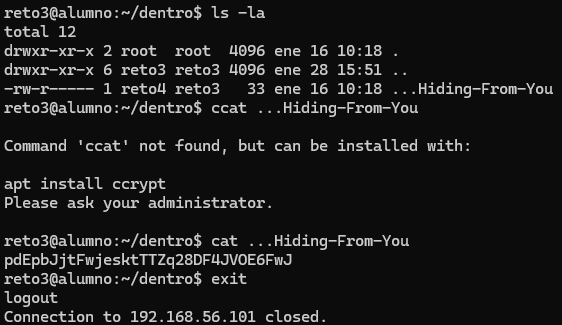 reto3@alumno:~/dentro$ ls -la
total 12
drwxr-xr-x 2 root  root  4096 ene 16 10:18 .
drwxr-xr-x 6 reto3 reto3 4096 ene 28 15:51 ..
-rw-r----- 1 reto4 reto3   33 ene 16 10:18 ...Hiding-From-You
reto3@alumno:~/dentro$ ccat ...Hiding-From-You

Command 'ccat' not found, but can be installed with:

apt install ccrypt
Please ask your administrator.

reto3@alumno:~/dentro$ cat ...Hiding-From-You
pdEpbJjtFwjesktTTZq28DF4JVOE6FwJ
reto3@alumno:~/dentro$ exit
logout
Connection to 192.168.56.101 closed.